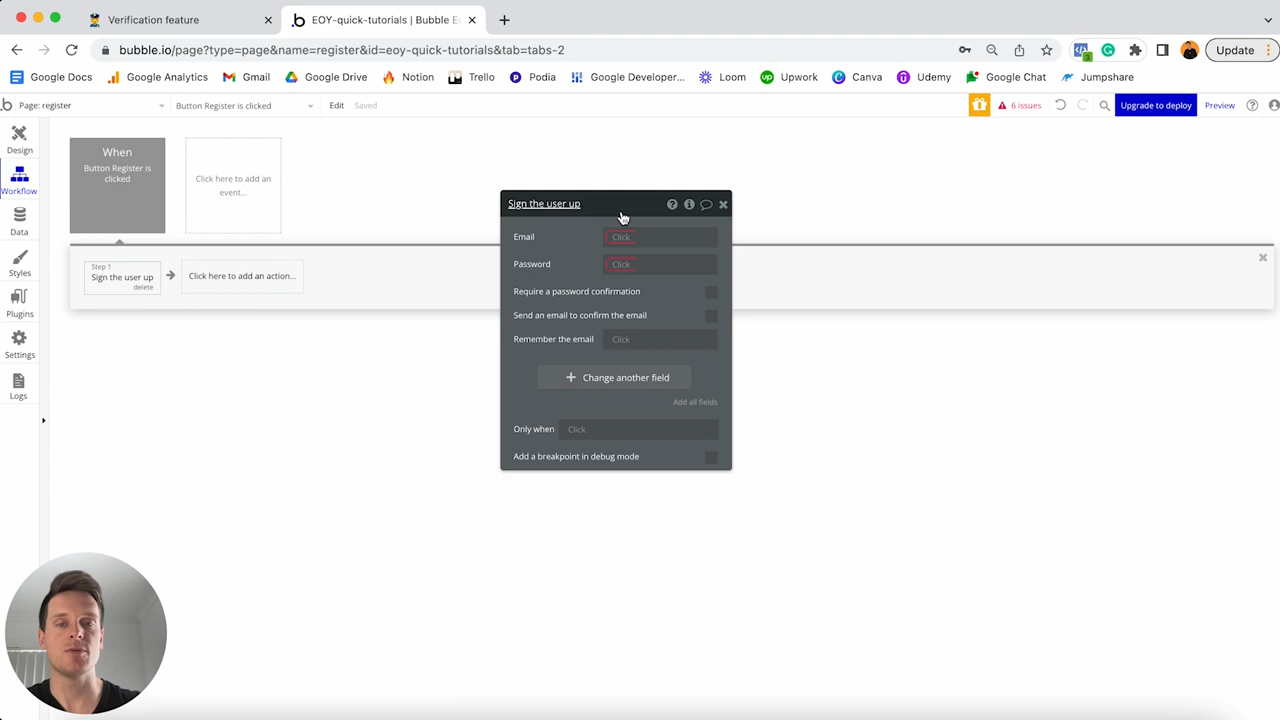 Verification feature
EOY-quick-tutorials | Bubble E
bubble.io/page?type=page&name=register&id=eoy-quick-tutorials&tab=tabs-2
3
Update
Google Docs
Google Analytics
Gmail
Google Drive
Notion
Trello
Podia
Google Developer...
Loom
Upwork
Canva
Udemy
Google Chat
Jumpshare
Page: register
Button Register is clicked
Edit
Saved
6 issues
Upgrade to deploy
Preview
Design
Workflow
Data
Styles
Plugins
Settings
Logs
When
Button Register is
clicked
Click here to add an
event...
Step 1
Sign the user up
delete
Click here to add an action...
Sign the user up
Email
Click
Password
Click
Require a password confirmation
Send an email to confirm the email
Remember the email
Click
Change another field
Add all fields
Only when
Click
Add a breakpoint in debug mode